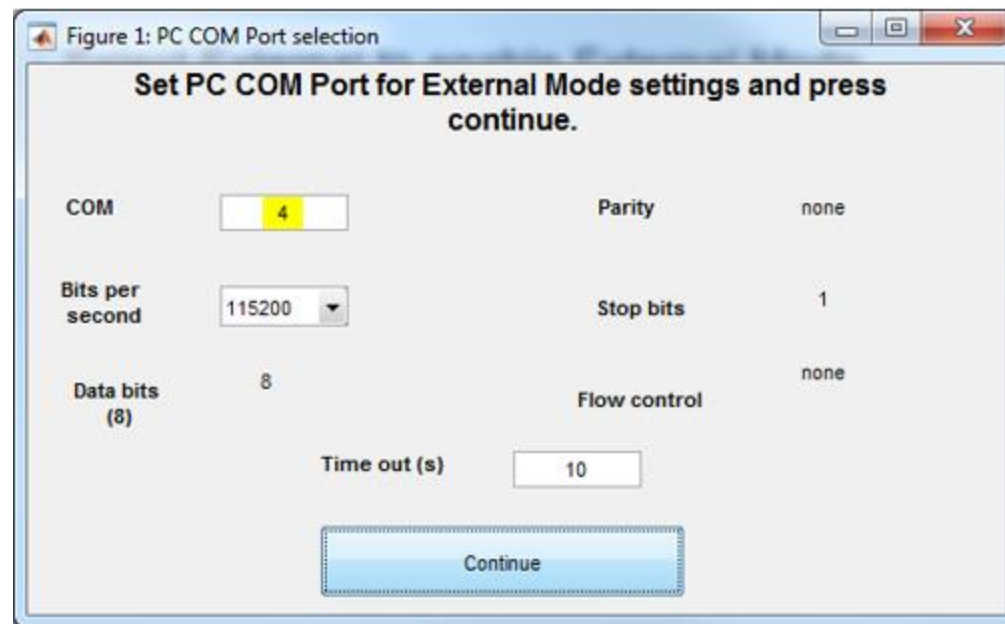 Figure 1: PC COM Port selection
Set PC COM Port for External Mode settings and press
continue.
COM
4
Parity
none
Bits per
second
115200
Stop bits
1
Data bits
(8)
8
Flow control
none
Time out (s)
10
Continue